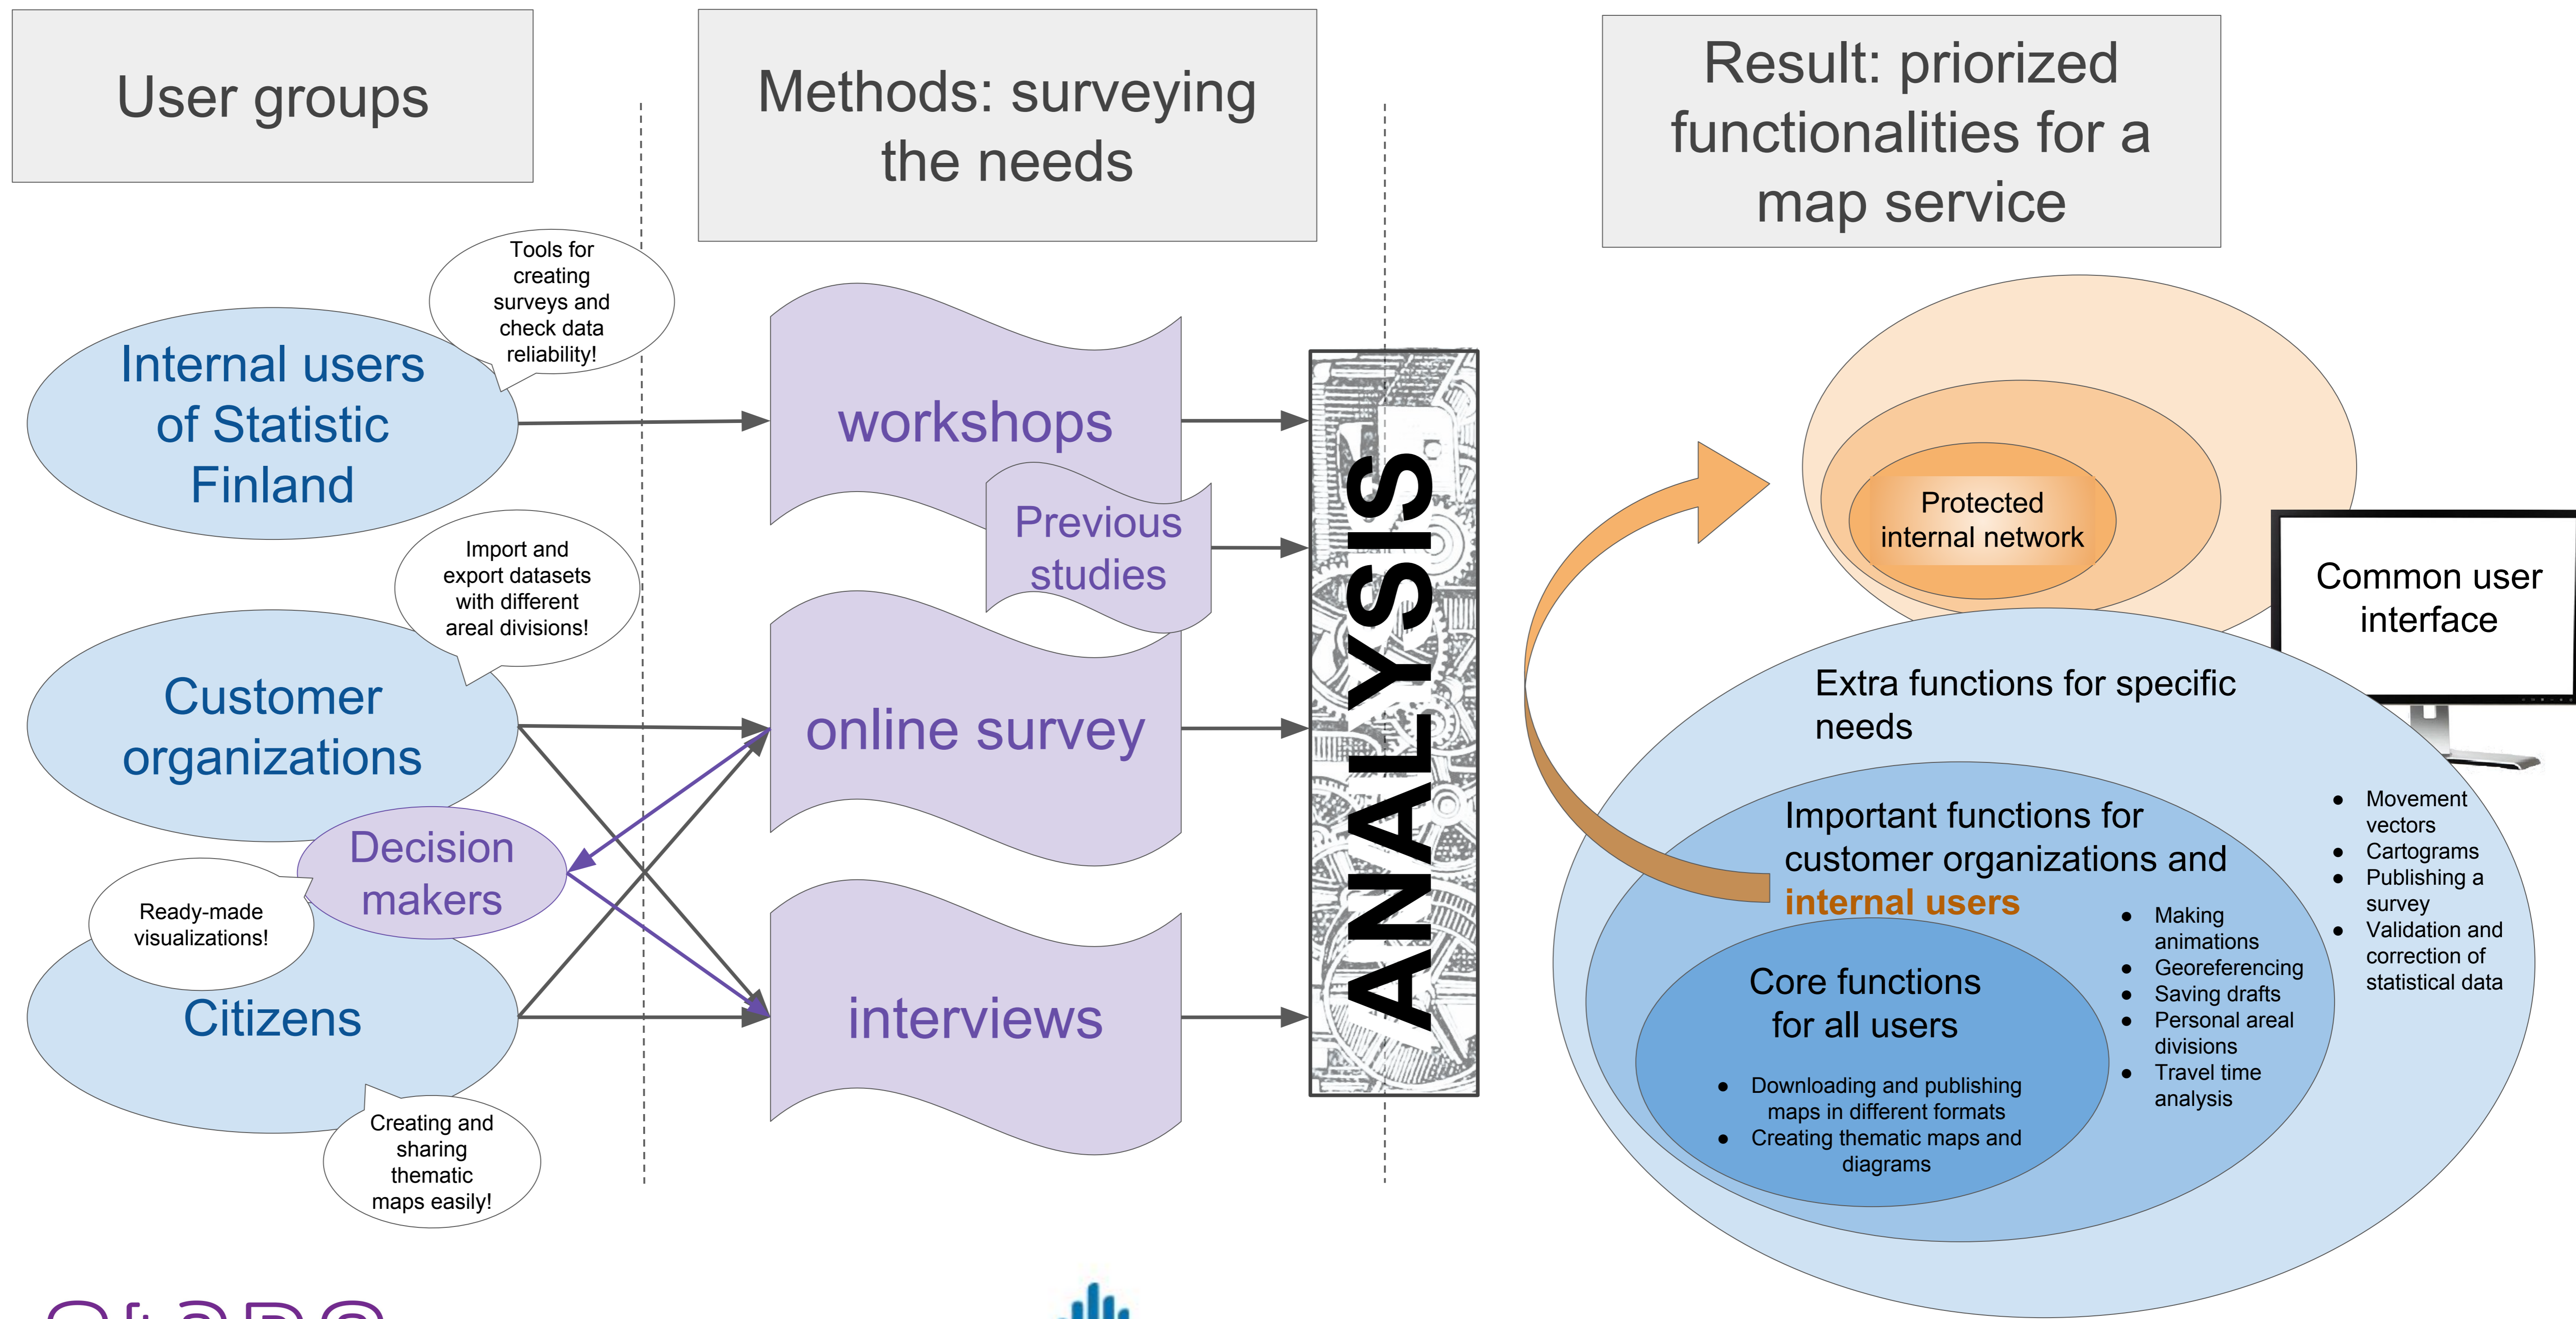 User groups
Methods: surveying
the needs
Result: priorized
functionalities for a
map service
Tools for
creating
surveys and
check data
reliability!
Internal users
of Statistic
Finland
Import and
export datasets
with different
areal divisions!
Customer
organizations
Decision
makers
Ready-made
visualizations!
Citizens
Creating and
sharing
thematic
maps easily!
workshops
Previous
studies
online survey
interviews
ANALYSIS
Protected
internal network
Common user
interface
Extra functions for specific
needs
● Movement
vectors
● Cartograms
● Publishing a
survey
● Validation and
correction of
statistical data
Important functions for
customer organizations and
internal users
● Making
animations
● Georeferencing
● Saving drafts
● Personal areal
divisions
● Travel time
analysis
Core functions
for all users
● Downloading and publishing
maps in different formats
● Creating thematic maps and
diagrams